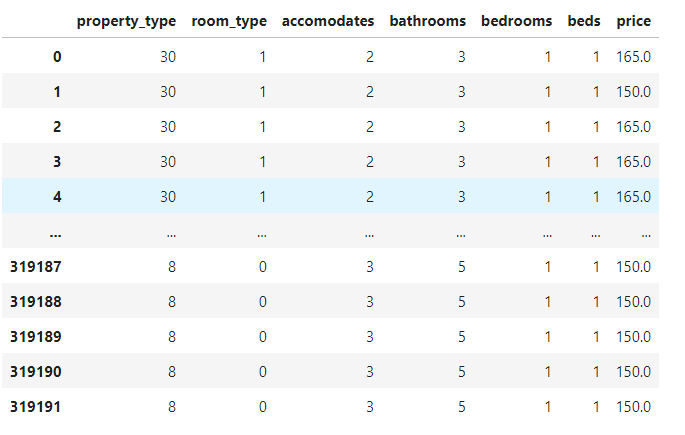 property_type room_type accomodates bathrooms bedrooms beds price
0 30 1 2 3 1 1 165.0
1 30 1 2 3 1 1 150.0
2 30 1 2 3 1 1 165.0
3 30 1 2 3 1 1 165.0
4 30 1 2 3 1 1 165.0
... ... ... ... ... ... ... ...
319187 8 0 3 5 1 1 150.0
319188 8 0 3 5 1 1 150.0
319189 8 0 3 5 1 1 150.0
319190 8 0 3 5 1 1 150.0
319191 8 0 3 5 1 1 150.0